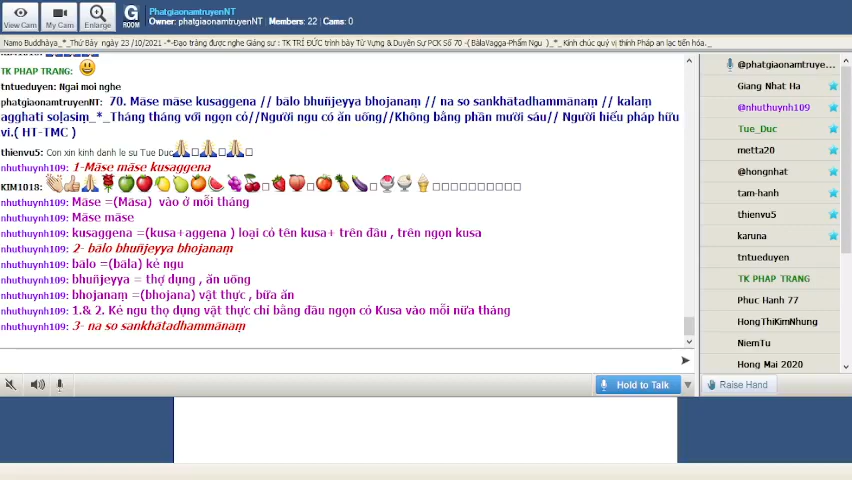 View Cam
My Cam
Enlarge
G
ROOM
PhatgiaonamtruyenNT
Owner: phatgiaonamtruyenNT Members: 22 Cams: 0
Namo Buddhàya_*_Thứ Bảy ngày 23 /10/2021 -*-Đạo tràng được nghe Giảng sư : TK TRÍ ĐỨC trình bày Từ Vựng & Duyên Sự PCK Số 70 -( BàlaVagga-Phẩm Ngu ) _*_ Kính chúc quý vị thính Pháp an lạc tiến hóa._
TK PHAP TRANG:
tntueduyen: Ngai moi nghe
phatgiaonamtruyenNT: 70. Màse màse kusaggena // bàlo bhuñjeyya bhojanaṃ // na so sankhatadhammānaṃ // kalaṃ
agghati soḷasiṃ_*_Tháng tháng với ngọn cỏ//Người ngu có ăn uống//Không bằng phần mười sáu// Người hiểu pháp hữu
vi.( HT-TMC )
thienvu5: Con xin kinh danh le su Tue Duc
nhuthuynh109: 1-Māse māse kusaggena
KIM1018:
nhuthuynh109: Māse =(Māsa) vào ở mỗi tháng
nhuthuynh109: Māse māse
nhuthuynh109: kusaggena =(kusa+aggena ) loại cỏ tên kusa+ trên đầu , trên ngọn kusa
nhuthuynh109: 2- bālo bhuñjeyya bhojanaṃ
nhuthuynh109: bālo =(bāla) kẻ ngu
nhuthuynh109: bhuñjeyya = thợ dụng , ăn uống
nhuthuynh109: bhojanaṃ =(bhojana) vật thực , bữa ăn
nhuthuynh109: 1.& 2. Kẻ ngu thọ dụng vật thực chỉ bằng đầu ngọn cỏ Kusa vào mỗi nữa tháng
nhuthuynh109: 3- na so sankhātadhammānaṃ
Hold to Talk
Raise Hand
@phatgiaonamtruye...
Giang Nhat Ha
@nhuthuynh109
Tue_Duc
metta20
@hongnhat
tam-hanh
thienvu5
karuna
tntueduyen
TK PHAP TRANG
Phuc Hanh 77
HongThiKimNhung
NiemTu
Hong Mai 2020